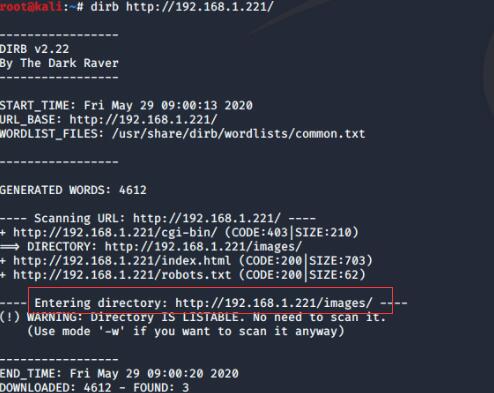 root@kali:~# dirb http://192.168.1.221/
-----------------
DIRB v2.22
By The Dark Raver
-----------------
START_TIME: Fri May 29 09:00:13 2020
URL_BASE: http://192.168.1.221/
WORDLIST_FILES: /usr/share/dirb/wordlists/common.txt
-----------------
GENERATED WORDS: 4612
---- Scanning URL: http://192.168.1.221/ ----
+ http://192.168.1.221/cgi-bin/ (CODE:403|SIZE:210)
==> DIRECTORY: http://192.168.1.221/images/
+ http://192.168.1.221/index.html (CODE:200|SIZE:703)
+ http://192.168.1.221/robots.txt (CODE:200|SIZE:62)
---- Entering directory: http://192.168.1.221/images/ ----
(!) WARNING: Directory IS LISTABLE. No need to scan it.
(Use mode '-w' if you want to scan it anyway)
-----------------
END_TIME: Fri May 29 09:00:20 2020
DOWNLOADED: 4612 - FOUND: 3